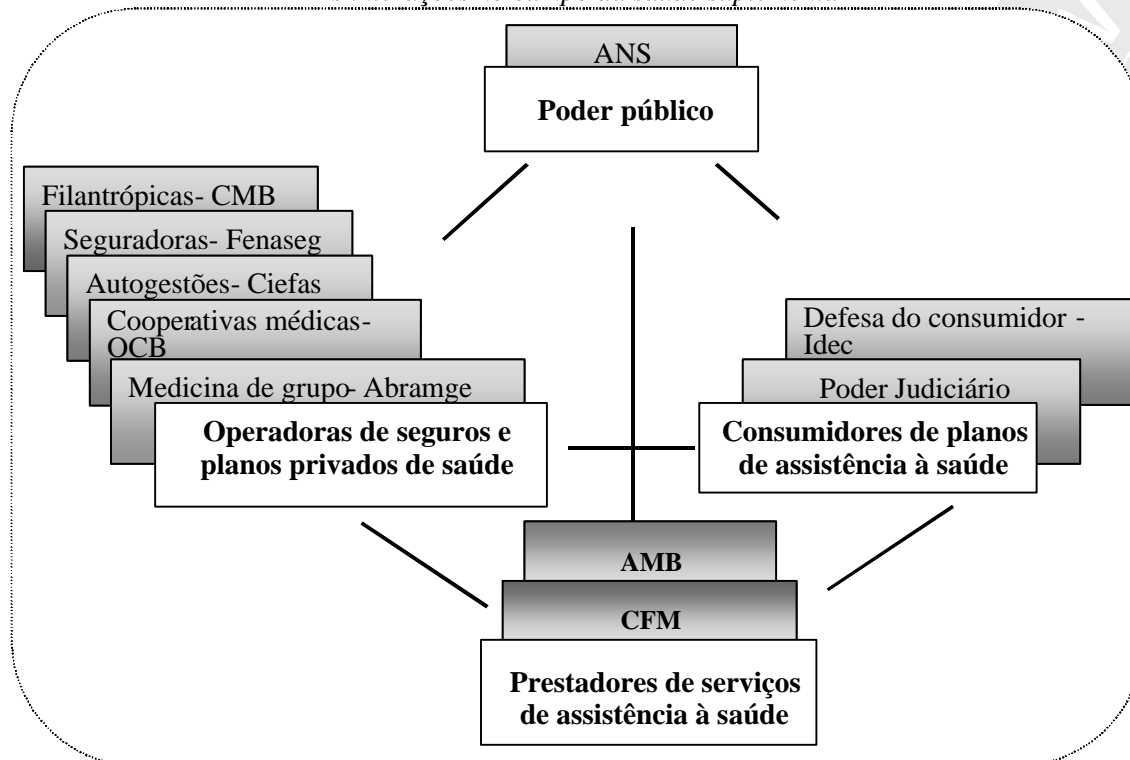 ANS
Poder público
Filantrópicas- CMB
Seguradoras- Fenaseg
Autogestões- Ciefas
Cooperativas médicas-
OCB
Medicina de grupo- Abramge
Operadoras de seguros e
planos privados de saúde
Defesa do consumidor -
Idec
Poder Judiciário
Consumidores de planos
de assistência à saúde
AMB
CFM
Prestadores de serviços
de assistência à saúde